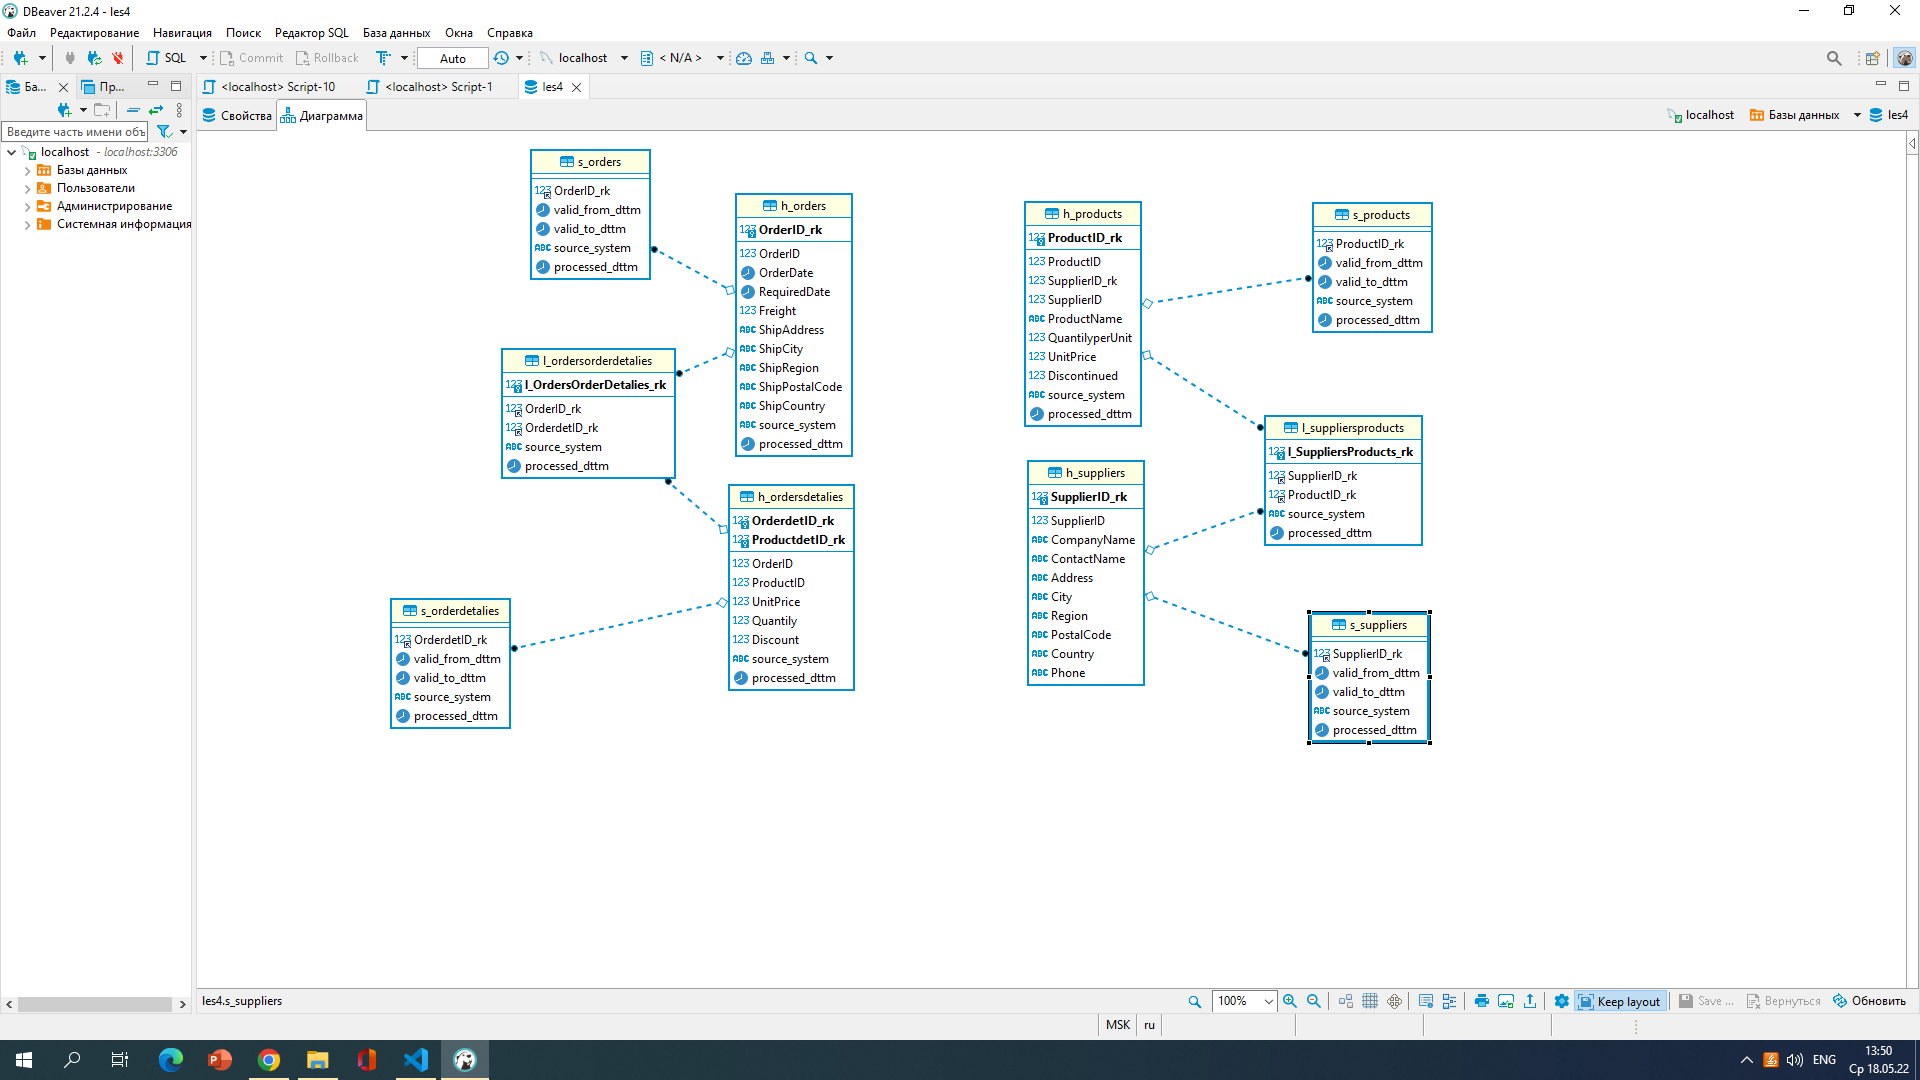 DBeaver 21.2.4 - les4
Файл Редактирование Навигация Поиск Редактор SQL База данных Окна Справка
SQL Commit Rollback Auto localhost < N/A >
Ба... Пр...
<localhost> Script-10 <localhost> Script-1 les4
Свойства Диаграмма localhost Базы данных les4
Введите часть имени объ
localhost - localhost:3306
Базы данных
Пользователи
Администрирование
Системная информация
s_orders
OrderID_rk
valid_from_dttm
valid_to_dttm
source_system
processed_dttm
h_orders
OrderID_rk
OrderID
OrderDate
RequiredDate
Freight
ShipAddress
ShipCity
ShipRegion
ShipPostalCode
ShipCountry
source_system
processed_dttm
l_ordersorderdetalies
l_OrdersOrderDetalies_rk
OrderID_rk
OrderdetID_rk
source_system
processed_dttm
h_ordersdetalies
OrderdetID_rk
ProductdetID_rk
OrderID
ProductID
UnitPrice
Quantily
Discount
source_system
processed_dttm
s_orderdetalies
OrderdetID_rk
valid_from_dttm
valid_to_dttm
source_system
processed_dttm
h_products
ProductID_rk
ProductID
SupplierID_rk
SupplierID
ProductName
QuantilyperUnit
UnitPrice
Discontinued
source_system
processed_dttm
s_products
ProductID_rk
valid_from_dttm
valid_to_dttm
source_system
processed_dttm
l_suppliersproducts
l_SuppliersProducts_rk
SupplierID_rk
ProductID_rk
source_system
processed_dttm
h_suppliers
SupplierID_rk
SupplierID
CompanyName
ContactName
Address
City
Region
PostalCode
Country
Phone
s_suppliers
SupplierID_rk
valid_from_dttm
valid_to_dttm
source_system
processed_dttm
les4.s_suppliers 100% Keep layout Save ... Вернуться Обновить
MSK ru
ENG
13:50
Ср 18.05.22